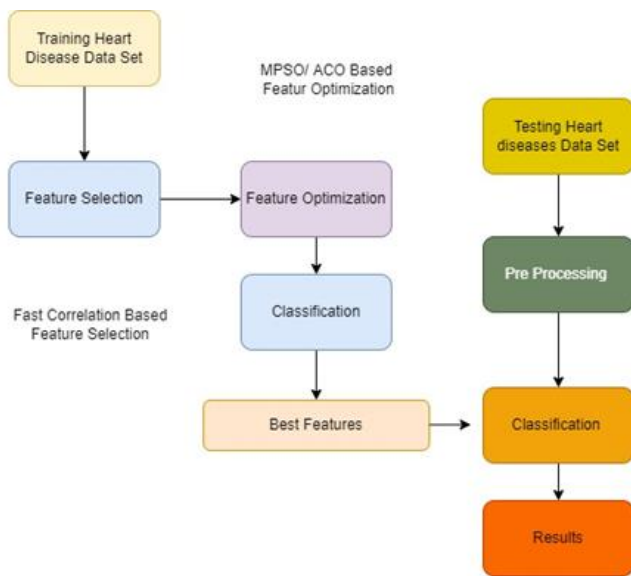 Training Heart
Disease Data Set
MPSO/ ACO Based
Featur Optimization
Testing Heart
diseases Data Set
Feature Selection
Feature Optimization
Pre Processing
Fast Correlation Based
Feature Selection
Classification
Best Features
Classification
Results